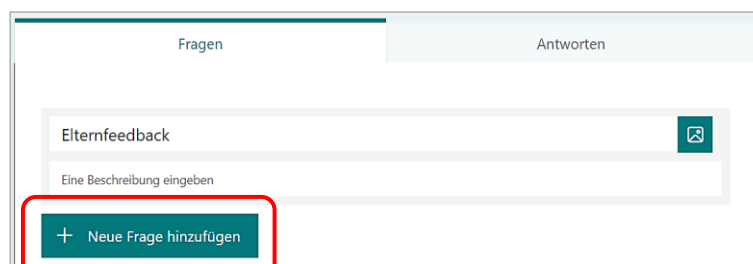 Fragen
Antworten
Elternfeedback
Eine Beschreibung eingeben
+ Neue Frage hinzufügen